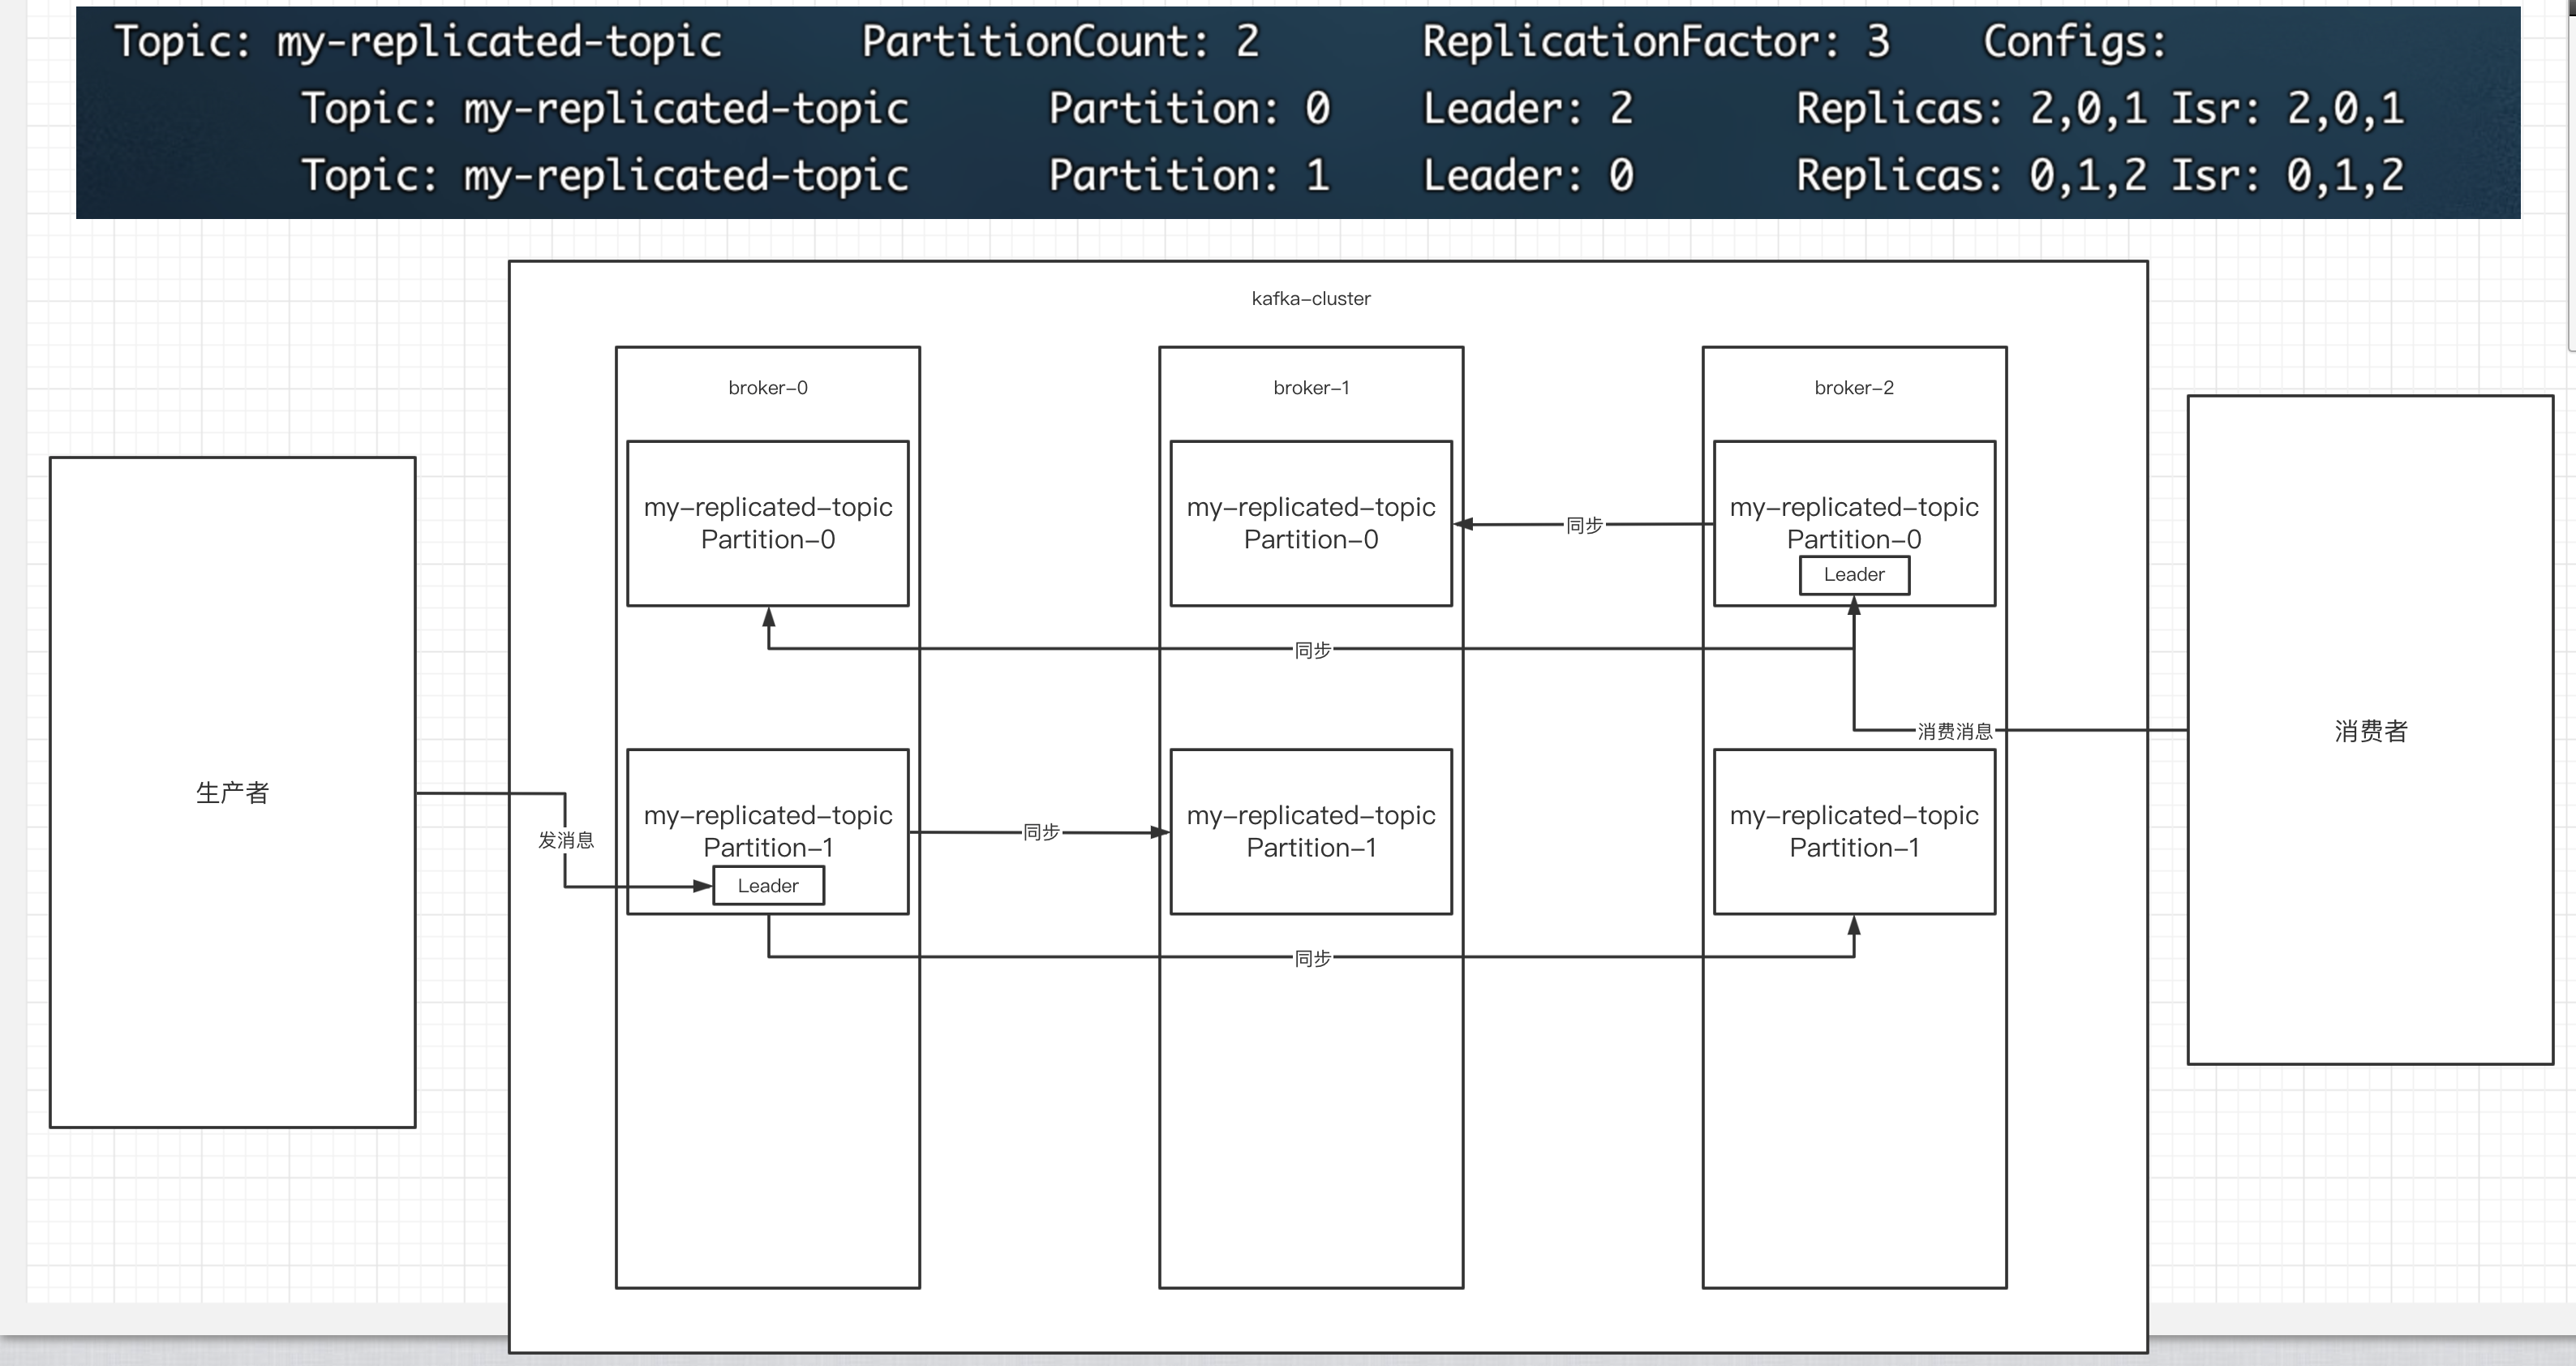 Topic: my-replicated-topic PartitionCount: 2 ReplicationFactor: 3 Configs:
Topic: my-replicated-topic Partition: 0 Leader: 2 Replicas: 2,0,1 Isr: 2,0,1
Topic: my-replicated-topic Partition: 1 Leader: 0 Replicas: 0,1,2 Isr: 0,1,2
kafka-cluster
broker-0
broker-1
broker-2
my-replicated-topic
Partition-0
my-replicated-topic
Partition-0
同步
my-replicated-topic
Partition-0
Leader
同步
消费消息
消费者
生产者
发消息
my-replicated-topic
Partition-1
Leader
同步
my-replicated-topic
Partition-1
my-replicated-topic
Partition-1
同步